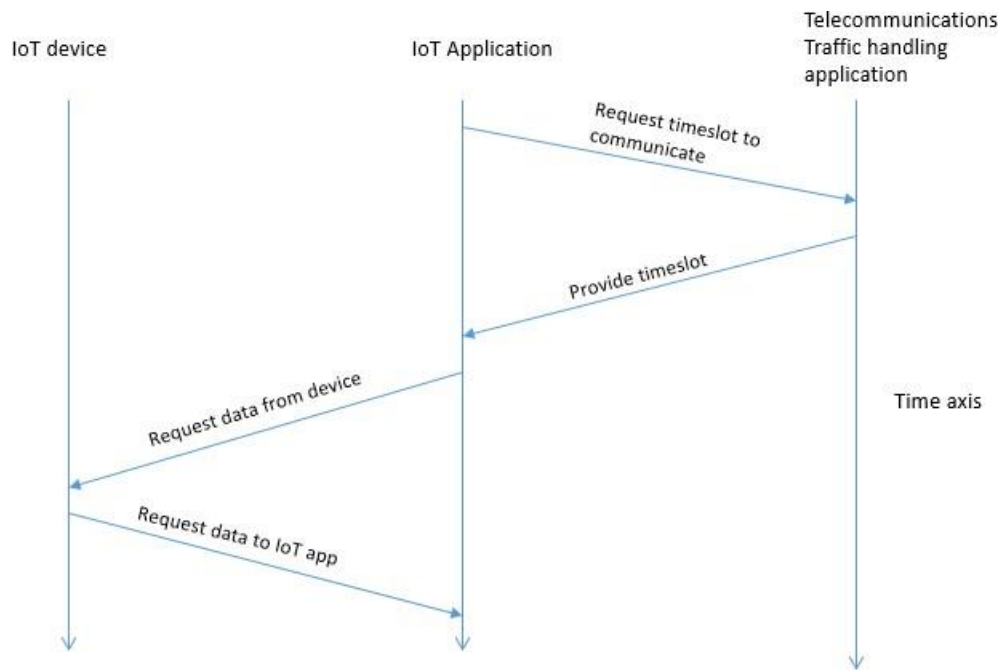 IoT device
IoT Application
Telecommunications
Traffic handling
application
Request timeslot to
communicate
Provide timeslot
Request data from device
Time axis
Request data to IoT app